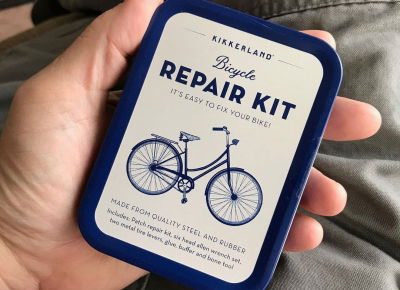 KIKKERLAND
Bicycle
REPAIR KIT
IT'S EASY TO FIX YOUR BIKE!
MADE FROM QUALITY STEEL AND RUBBER
Includes: Patch repair kit, six head allen wrench set,
two metal tire levers, glue, buffer and bone tool